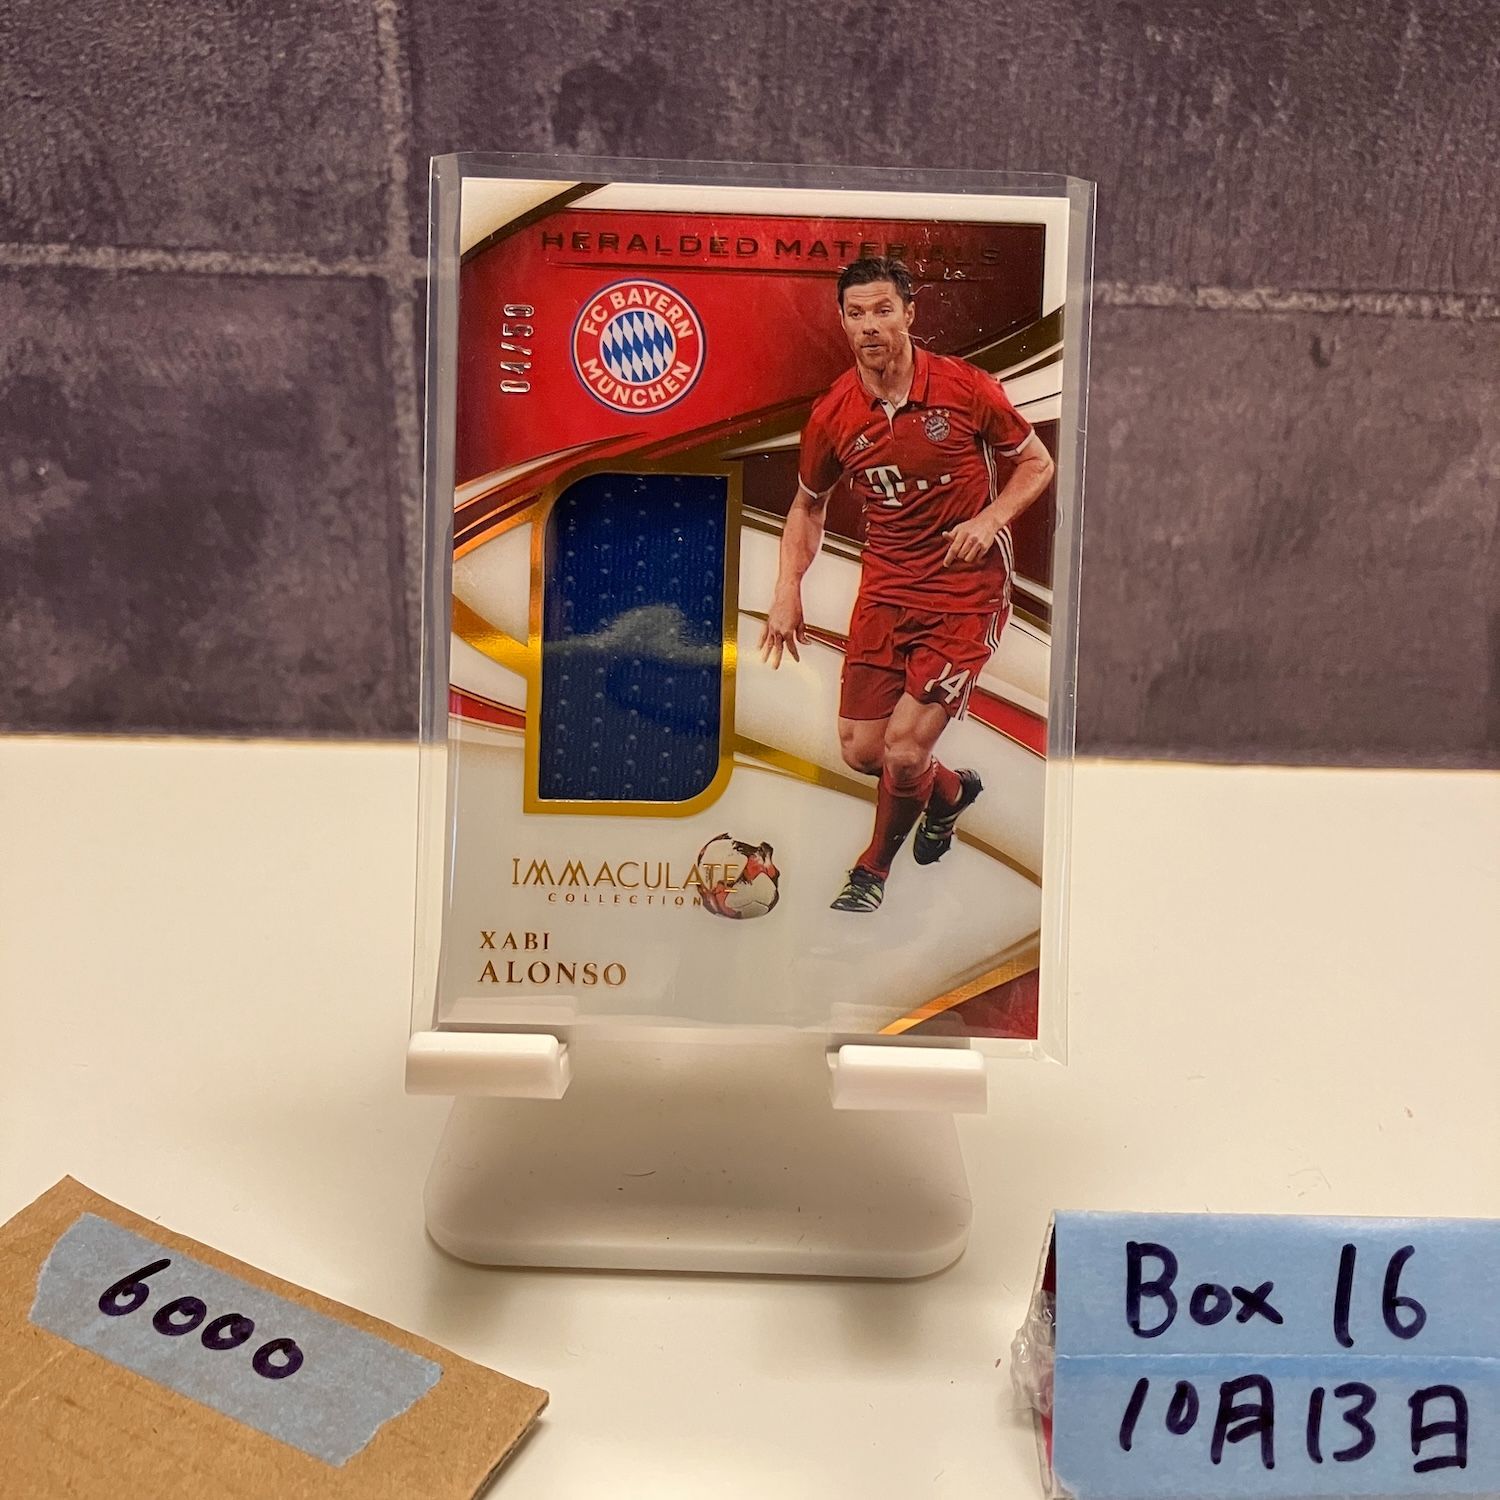 HERALDED MATERIALS
04/50
FC BAYERN
MÜNCHEN
T
14
IMMACULATE
COLLECTION
XABI
ALONSO
6000
Box 16
10月13日